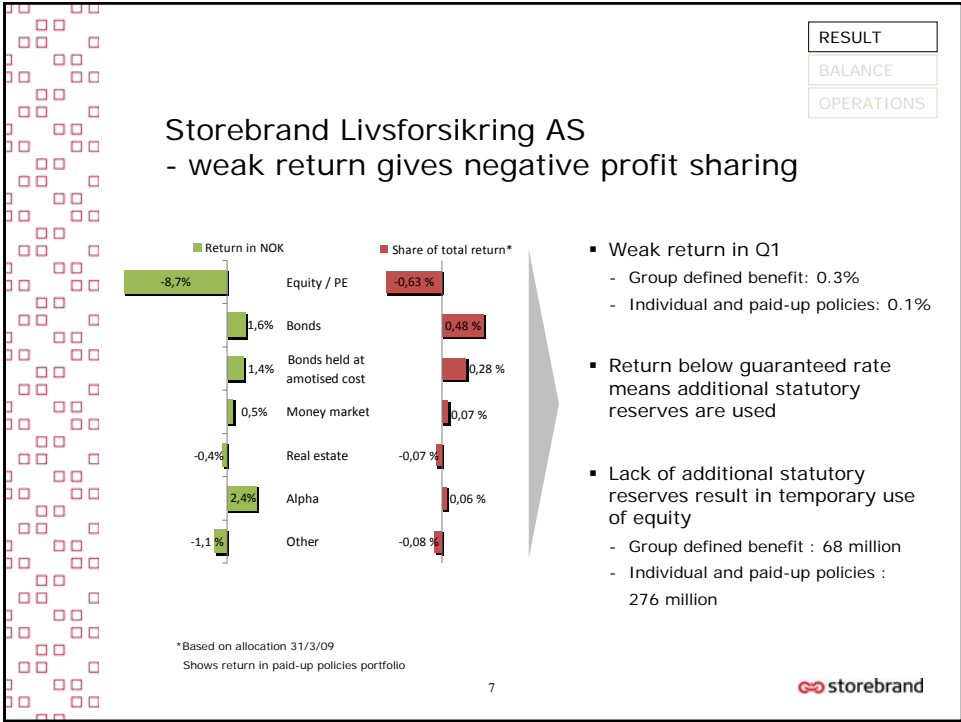 RESULT
BALANCE
OPERATIONS
Storebrand Livsforsikring AS
- weak return gives negative profit sharing
Return in NOK
Share of total return*
-8,7% Equity / PE -0,63 %
1,6% Bonds 0,48 %
1,4% Bonds held at amotised cost 0,28 %
0,5% Money market 0,07 %
-0,4% Real estate -0,07 %
2,4% Alpha 0,06 %
-1,1 % Other -0,08 %
▪ Weak return in Q1
- Group defined benefit: 0.3%
- Individual and paid-up policies: 0.1%
▪ Return below guaranteed rate
means additional statutory
reserves are used
▪ Lack of additional statutory
reserves result in temporary use
of equity
- Group defined benefit : 68 million
- Individual and paid-up policies :
276 million
*Based on allocation 31/3/09
Shows return in paid-up policies portfolio
7
storebrand